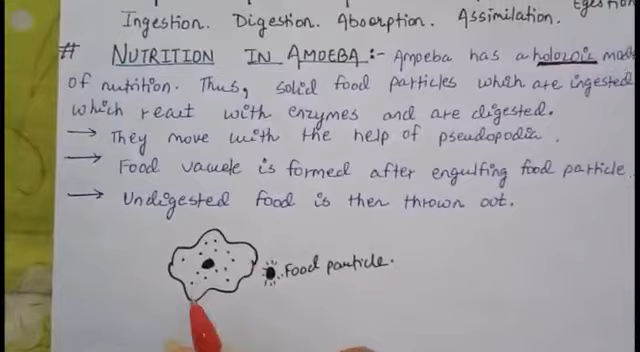 Egestion
Ingestion. Digestion. Absorption. Assimilation.
# NUTRITION IN AMOEBA:- Amoeba has a holozoic mode
of nutrition. Thus, solid food particles which are ingested
which react with enzymes and are digested.
→ They move with the help of pseudopodia.
→ Food vacuole is formed after engulfing food particle
→ Undigested food is then thrown out.
Food particle.